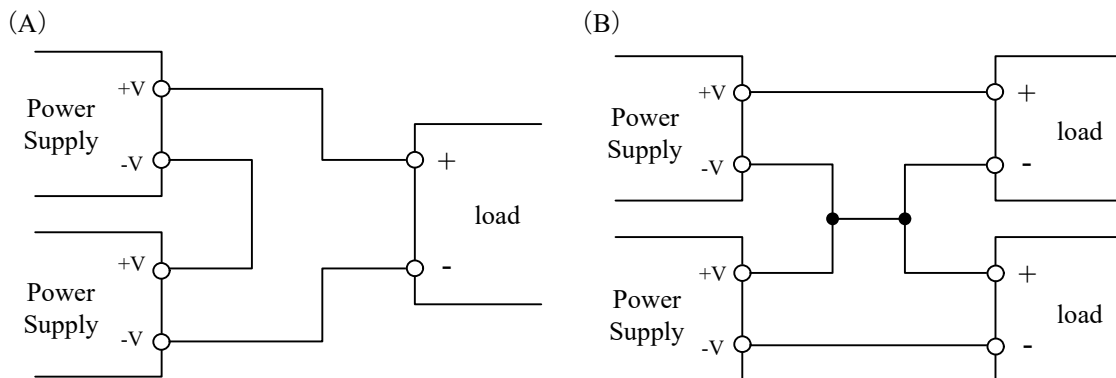 (A)
+V
Power
Supply
-V
+V
Power
Supply
-V
+
load
-
(B)
+V
Power
Supply
-V
+V
Power
Supply
-V
+
load
-
+
load
-